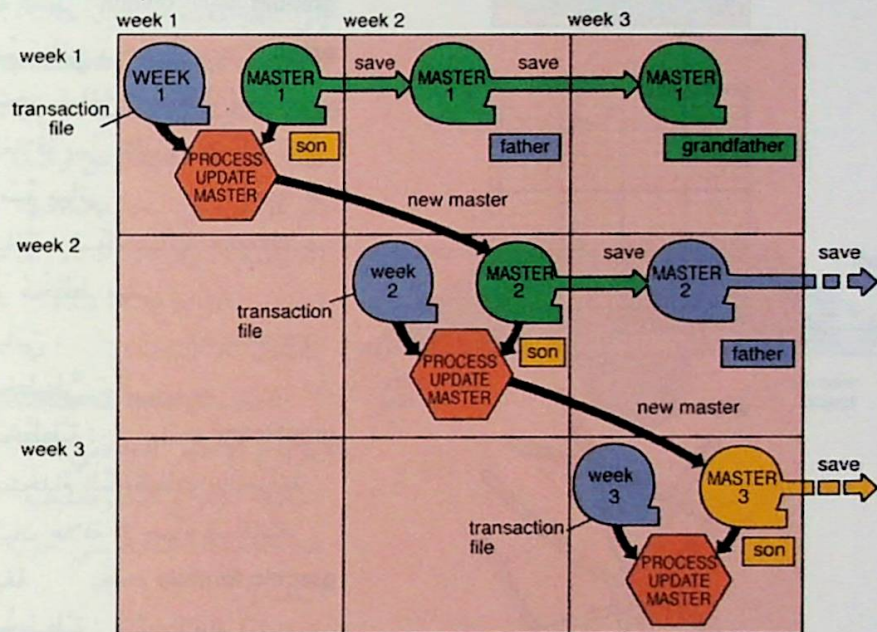 week 1
week 2
week 3
week 1
WEEK
1
MASTER
1
save
MASTER
1
save
MASTER
1
transaction
file
son
father
grandfather
PROCESS
UPDATE
MASTER
new master
week 2
week
2
MASTER
2
save
MASTER
2
save
transaction
file
son
father
PROCESS
UPDATE
MASTER
new master
week 3
week
3
MASTER
3
save
transaction
file
son
PROCESS
UPDATE
MASTER